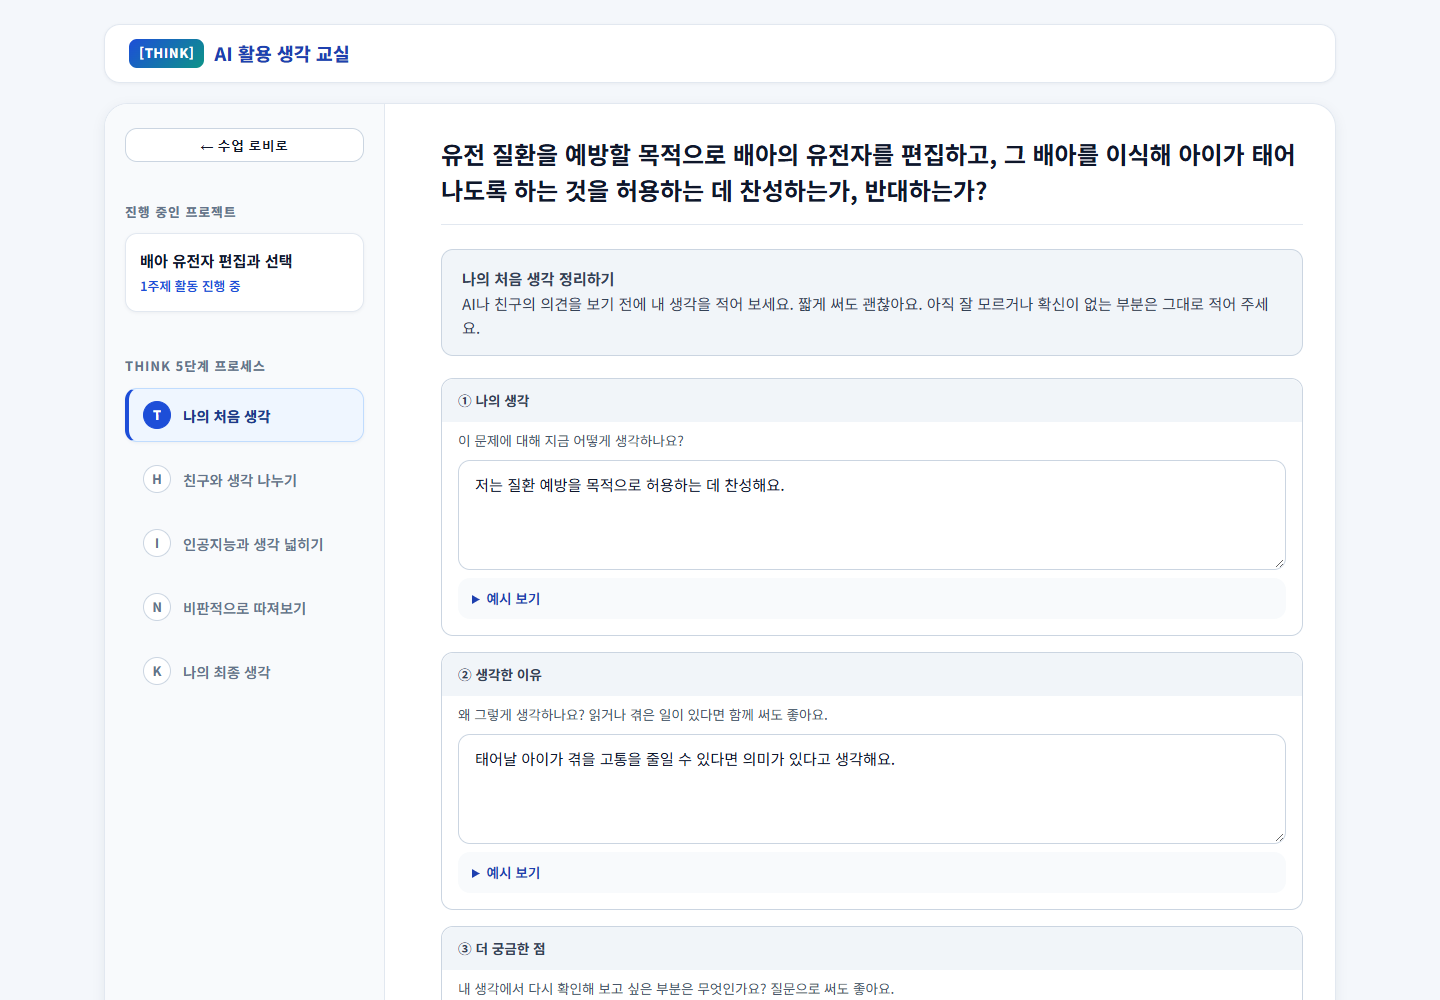 [THINK] AI 활용 생각 교실
← 수업 로비로
진행 중인 프로젝트
배아 유전자 편집과 선택
1주제 활동 진행 중
THINK 5단계 프로세스
T 나의 처음 생각
H 친구와 생각 나누기
I 인공지능과 생각 넓히기
N 비판적으로 따져보기
K 나의 최종 생각
유전 질환을 예방할 목적으로 배아의 유전자를 편집하고, 그 배아를 이식해 아이가 태어
나도록 하는 것을 허용하는 데 찬성하는가, 반대하는가?
나의 처음 생각 정리하기
AI나 친구의 의견을 보기 전에 내 생각을 적어 보세요. 짧게 써도 괜찮아요. 아직 잘 모르거나 확신이 없는 부분은 그대로 적어 주세
요.
① 나의 생각
이 문제에 대해 지금 어떻게 생각하나요?
저는 질환 예방을 목적으로 허용하는 데 찬성해요.
▶ 예시 보기
② 생각한 이유
왜 그렇게 생각하나요? 읽거나 겪은 일이 있다면 함께 써도 좋아요.
태어날 아이가 겪을 고통을 줄일 수 있다면 의미가 있다고 생각해요.
▶ 예시 보기
③ 더 궁금한 점
내 생각에서 다시 확인해 보고 싶은 부분은 무엇인가요? 질문으로 써도 좋아요.